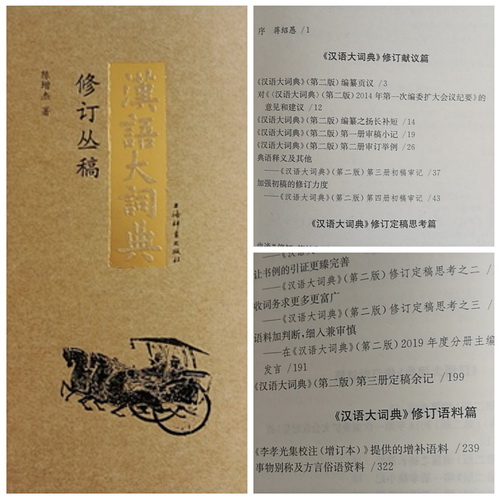 漢語大詞典
修订丛稿
陈增杰 著
上海辞书出版社
序 蒋绍愚 /1
《汉语大词典》修订献议篇
《汉语大词典》(第二版)编纂贡议 /3
对《〈汉语大词典〉(第二版)2014年第一次编委扩大会议纪要》的
意见和建议 /12
《汉语大词典》(第二版)编纂之扬长补短 /14
《汉语大词典》(第二版)第一册审稿小记 /19
《汉语大词典》(第二版)第二册审订举例 /26
典语释义及其他
——《汉语大词典》(第二版)第三册初稿审记 /37
加强初稿的修订力度
——《汉语大词典》(第二版)第四册初稿审记 /43
《汉语大词典》修订定稿思考篇
让书例的引证更臻完善
——《汉语大词典》(第二版)修订定稿思考之二 /
收词务求更多更富广
——《汉语大词典》(第二版)修订定稿思考之三 /
语料加判断,细入兼审慎
——在《汉语大词典》(第二版)2019年度分册主编
发言 /191
《汉语大词典》(第二版)第三册定稿余记 /199
《汉语大词典》修订语料篇
《李孝光集校注(增订本)》提供的增补语料 /239
事物别称及方言俗语资料 /322